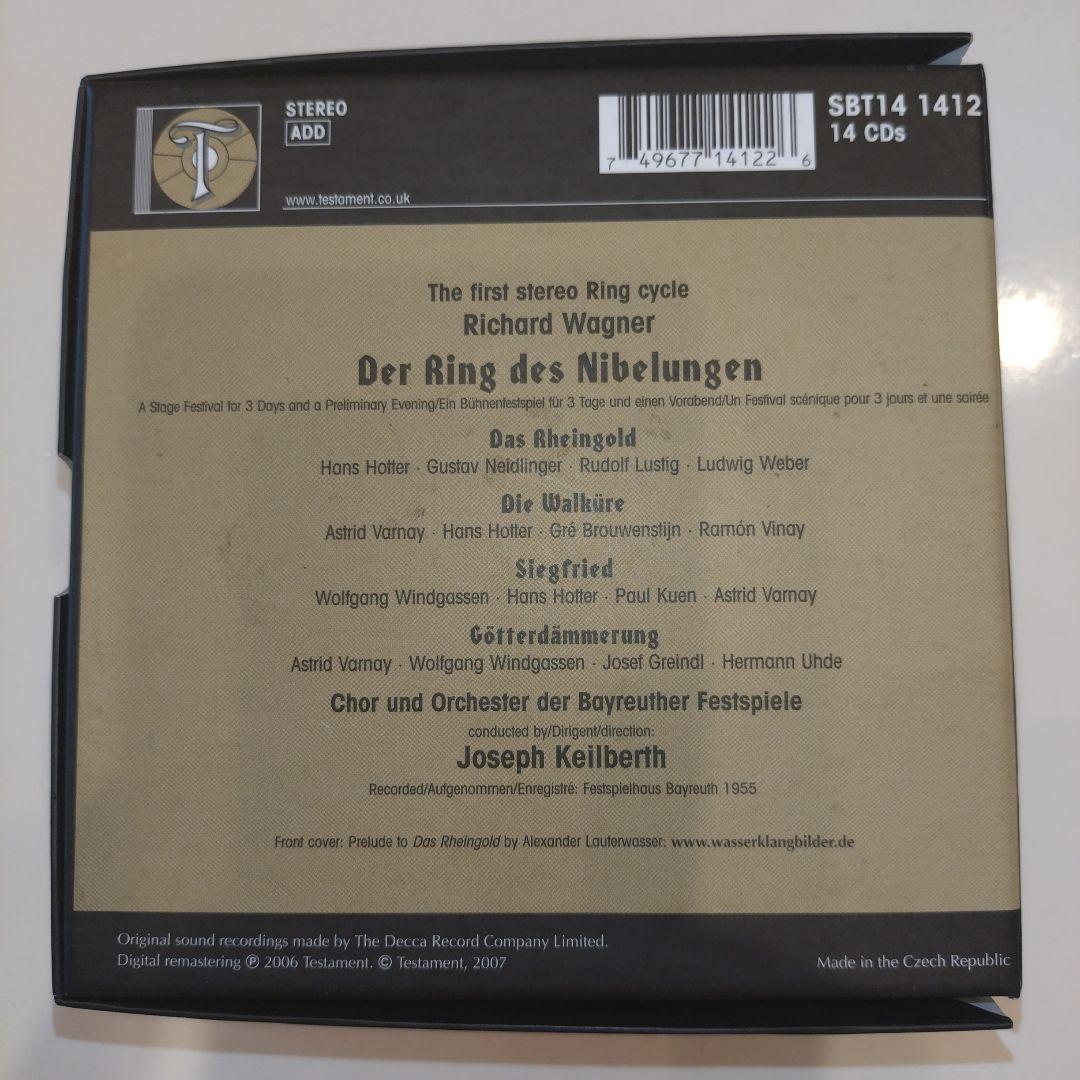 T
STEREO
ADD
www.testament.co.uk
7 49677 14122 6
SBT14 1412
14 CDs
The first stereo Ring cycle
Richard Wagner
Der Ring des Nibelungen
A Stage Festival for 3 Days and a Preliminary Evening/Ein Bühnenfestspiel für 3 Tage und einen Vorabend/Un Festival scénique pour 3 jours et une soirée
Das Rheingold
Hans Hotter · Gustav Neidlinger · Rudolf Lustig · Ludwig Weber
Die Walküre
Astrid Varnay · Hans Hotter · Gré Brouwenstijn · Ramón Vinay
Siegfried
Wolfgang Windgassen · Hans Hotter · Paul Kuen · Astrid Varnay
Götterdämmerung
Astrid Varnay · Wolfgang Windgassen · Josef Greindl · Hermann Uhde
Chor und Orchester der Bayreuther Festspiele
conducted by/Dirigent/direction:
Joseph Keilberth
Recorded/Aufgenommen/Enregistré: Festspielhaus Bayreuth 1955
Front cover: Prelude to Das Rheingold by Alexander Lauterwasser: www.wasserklangbilder.de
Original sound recordings made by The Decca Record Company Limited.
Digital remastering ℗ 2006 Testament. © Testament, 2007
Made in the Czech Republic